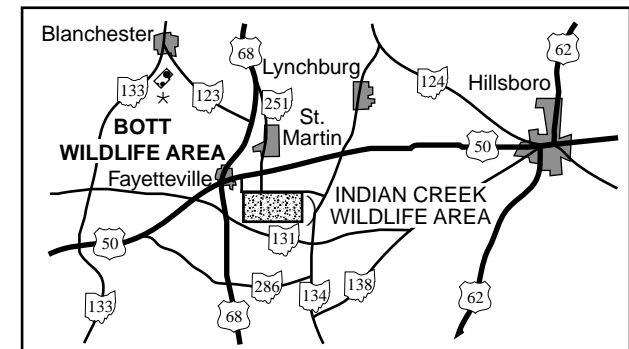 Blanchester
68
62
Lynchburg
133
123
251
124
Hillsboro
St.
Martin
BOTT
WILDLIFE AREA
50
Fayetteville
INDIAN CREEK
WILDLIFE AREA
131
50
286
133
134
138
68
62